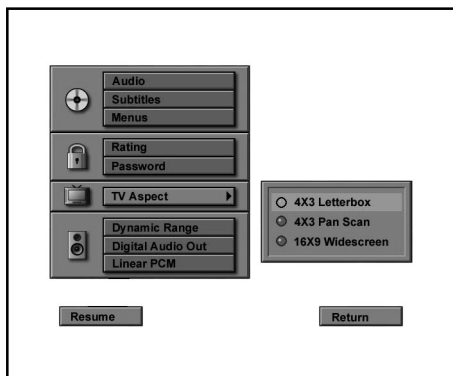 Audio
Subtitles
Menus
Rating
Password
TV Aspect
4X3 Letterbox
4X3 Pan Scan
16X9 Widescreen
Dynamic Range
Digital Audio Out
Linear PCM
Resume
Return